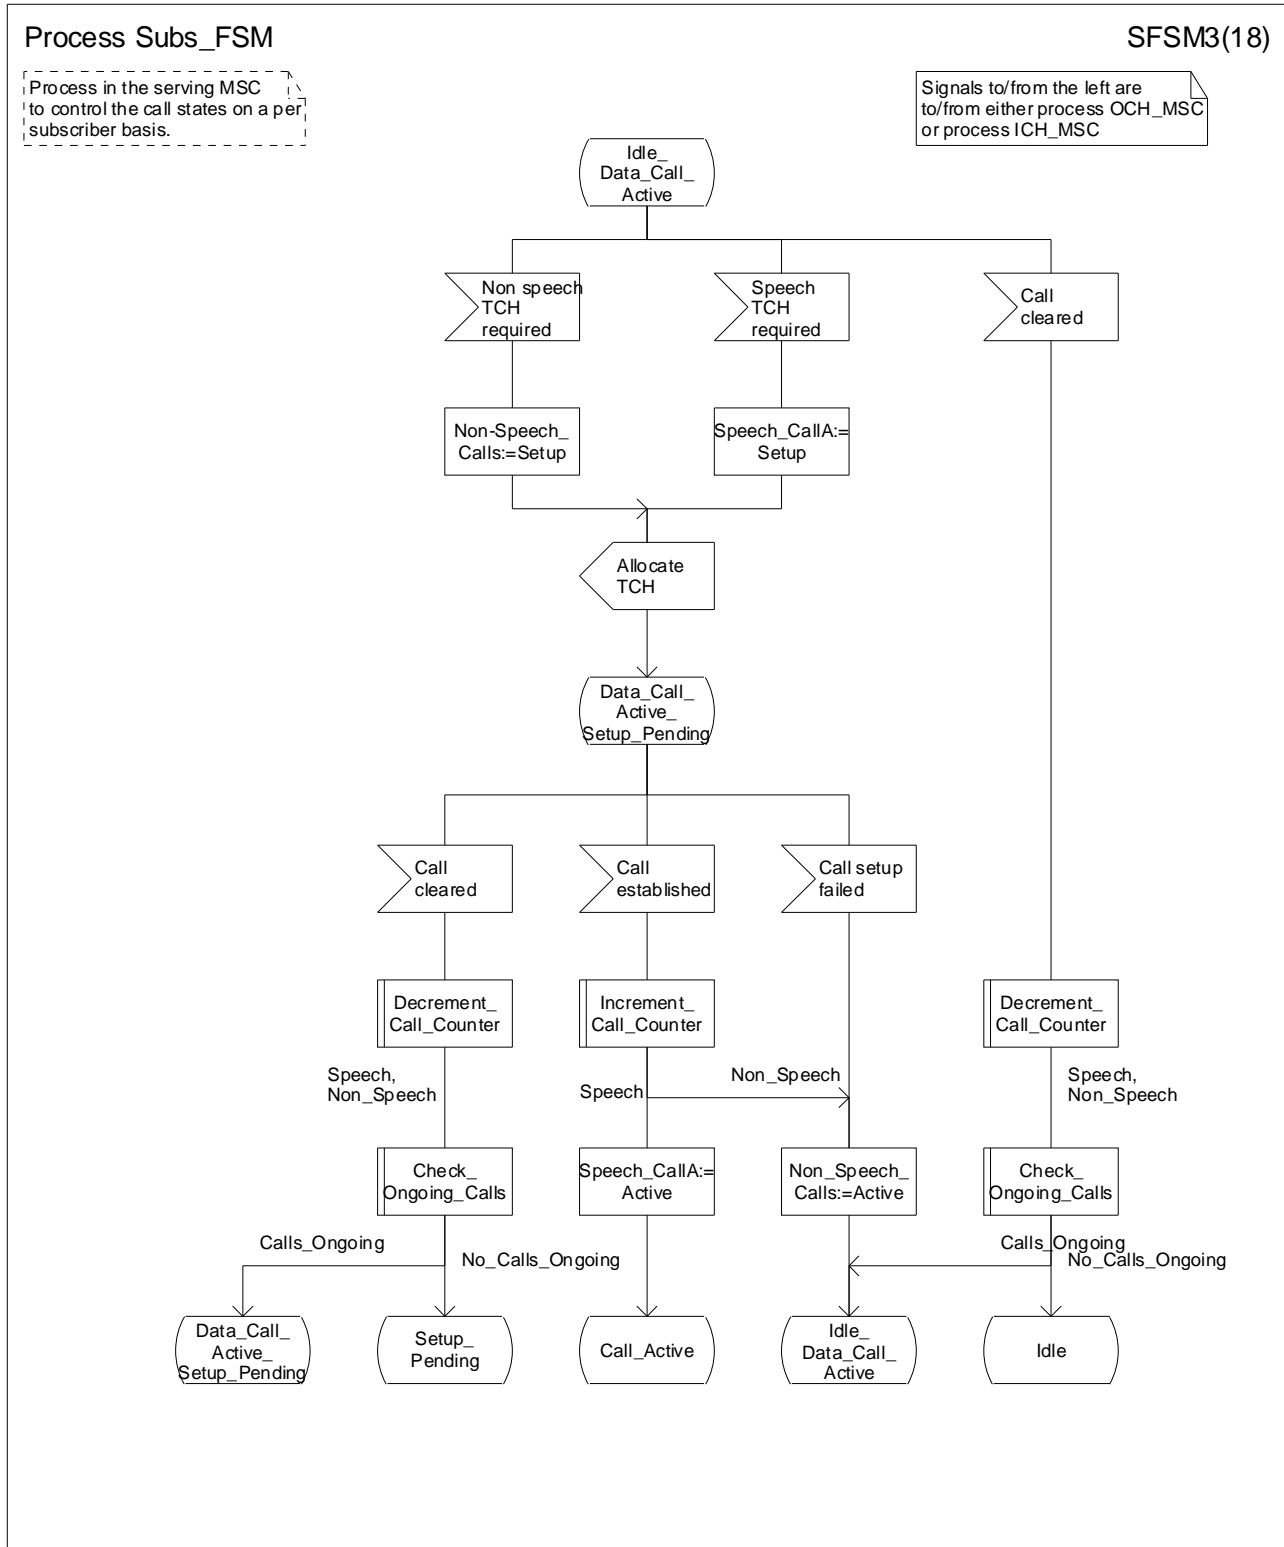 Process Subs_FSM
SFSM3(18)
Process in the serving MSC
to control the call states on a per
subscriber basis.
Signals to/from the left are
to/from either process OCH_MSC
or process ICH_MSC
Idle_
Data_Call_
Active
Non speech
TCH
required
Speech
TCH
required
Call
cleared
Non-Speech_
Calls:=Setup
Speech_CallA:=
Setup
Allocate
TCH
Data_Call_
Active_
Setup_Pending
Call
cleared
Call
established
Call setup
failed
Decrement_
Call_Counter
Increment_
Call_Counter
Decrement_
Call_Counter
Speech,
Non_Speech
Speech
Non_Speech
Speech,
Non_Speech
Check_
Ongoing_Calls
Speech_CallA:=
Active
Non_Speech_
Calls:=Active
Check_
Ongoing_Calls
Calls_Ongoing
No_Calls_Ongoing
Calls_Ongoing
No_Calls_Ongoing
Data_Call_
Active_
Setup_Pending
Setup_
Pending
Call_Active
Idle_
Data_Call_
Active
Idle